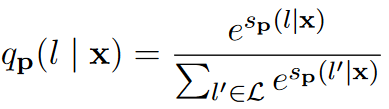 q_𝐩(l | 𝐱) = e^{s_𝐩(l|𝐱)} / ∑_{l′∈ℒ} e^{s_𝐩(l′|𝐱)}